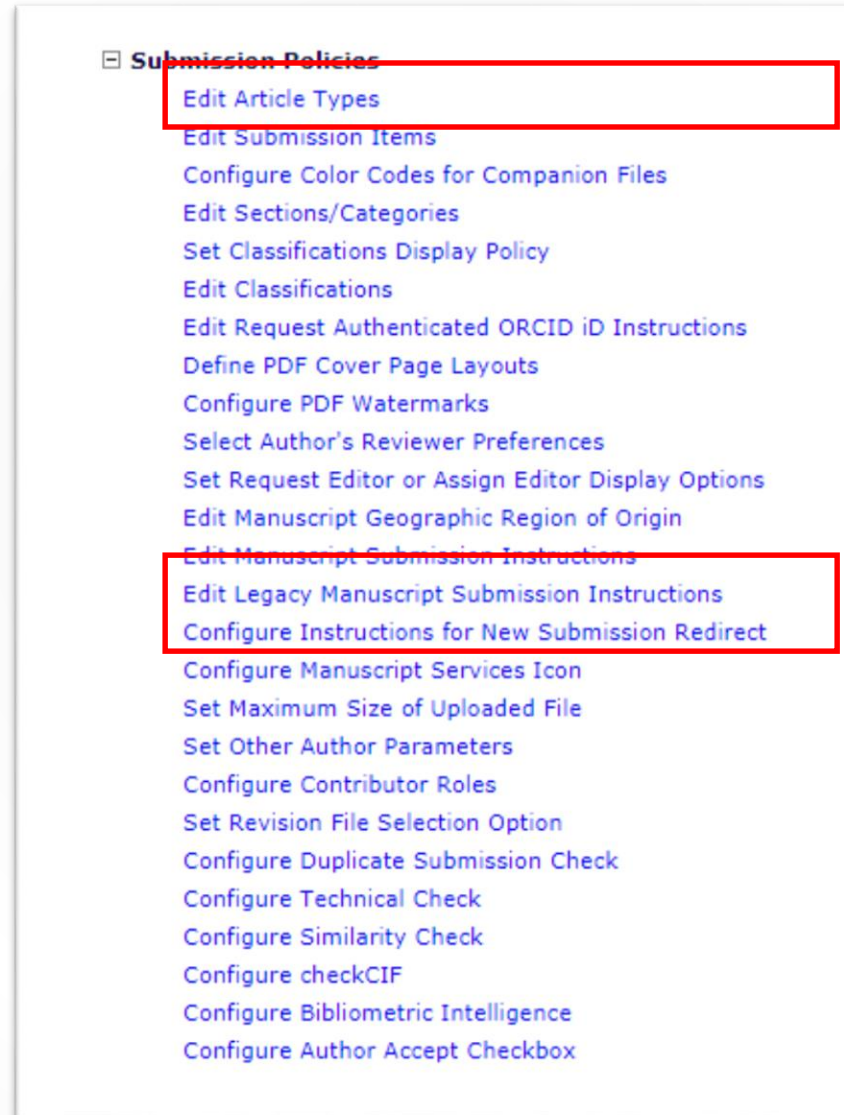 Submission Policies
Edit Article Types
Edit Submission Items
Configure Color Codes for Companion Files
Edit Sections/Categories
Set Classifications Display Policy
Edit Classifications
Edit Request Authenticated ORCID iD Instructions
Define PDF Cover Page Layouts
Configure PDF Watermarks
Select Author's Reviewer Preferences
Set Request Editor or Assign Editor Display Options
Edit Manuscript Geographic Region of Origin
Edit Manuscript Submission Instructions
Edit Legacy Manuscript Submission Instructions
Configure Instructions for New Submission Redirect
Configure Manuscript Services Icon
Set Maximum Size of Uploaded File
Set Other Author Parameters
Configure Contributor Roles
Set Revision File Selection Option
Configure Duplicate Submission Check
Configure Technical Check
Configure Similarity Check
Configure checkCIF
Configure Bibliometric Intelligence
Configure Author Accept Checkbox